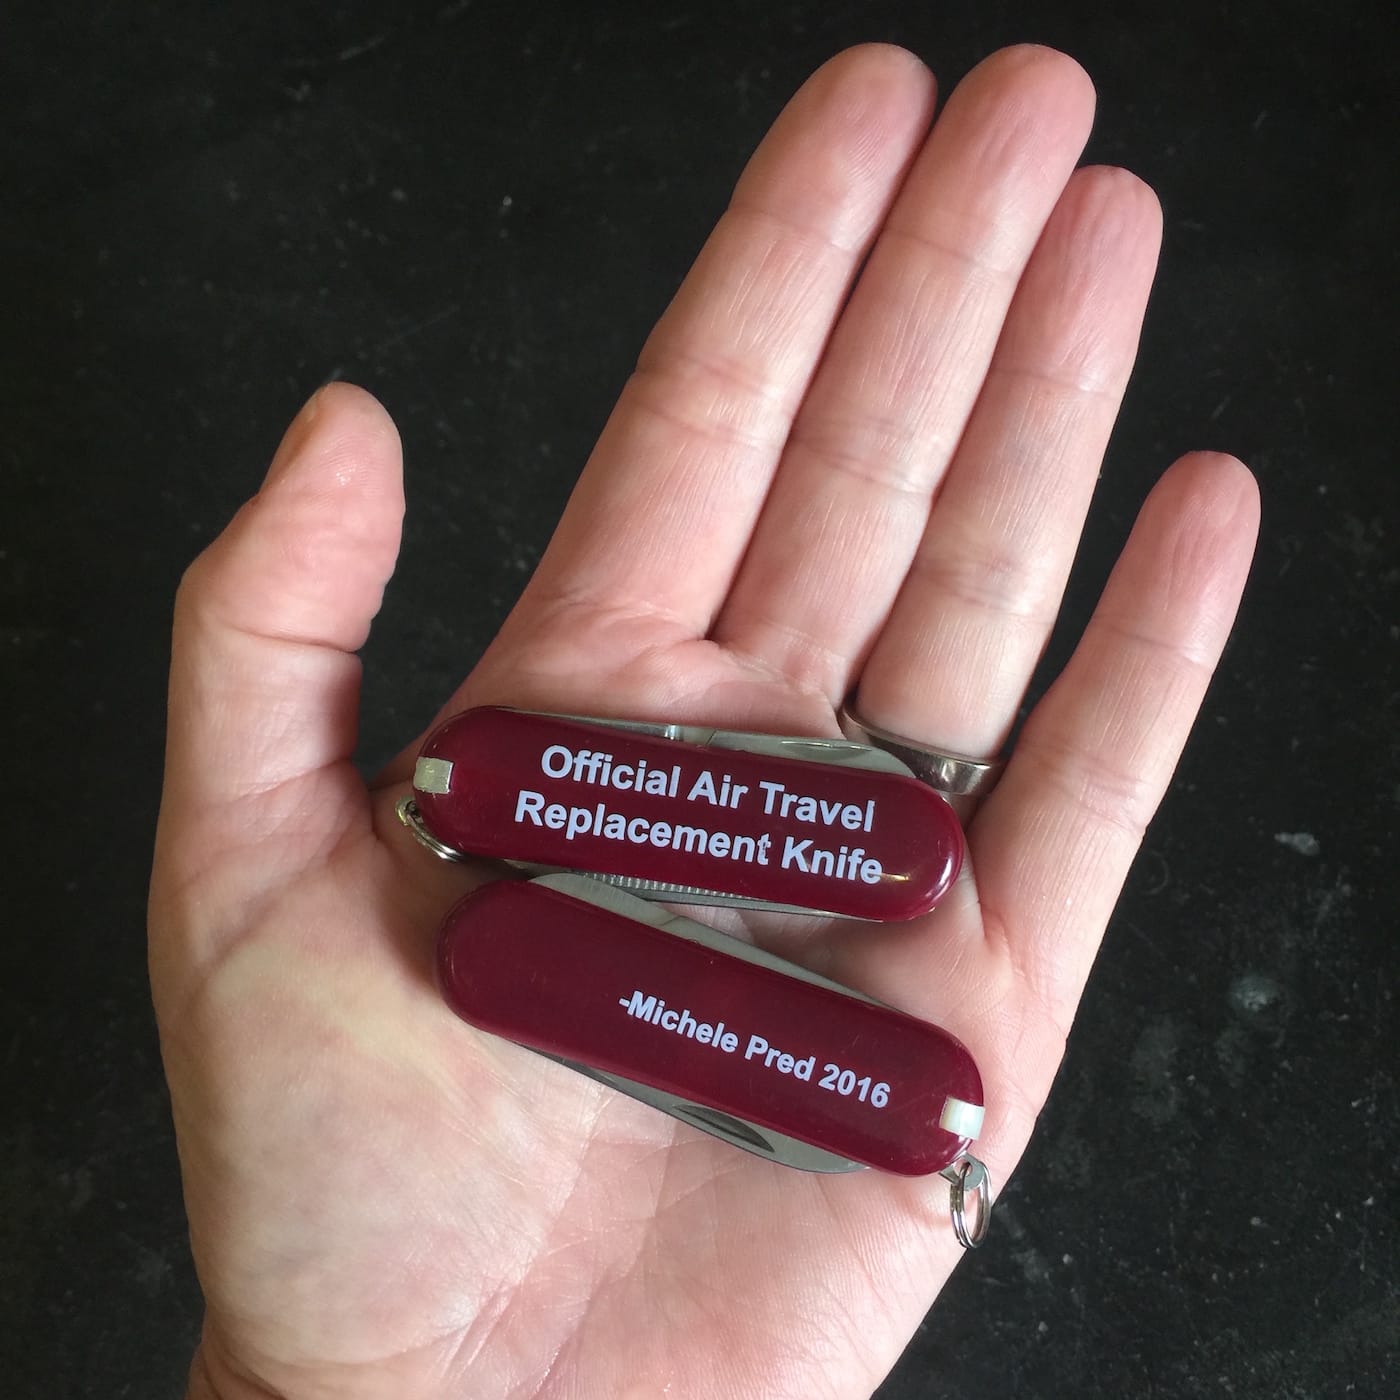 Official Air Travel
Replacement Knife
-Michele Pred 2016